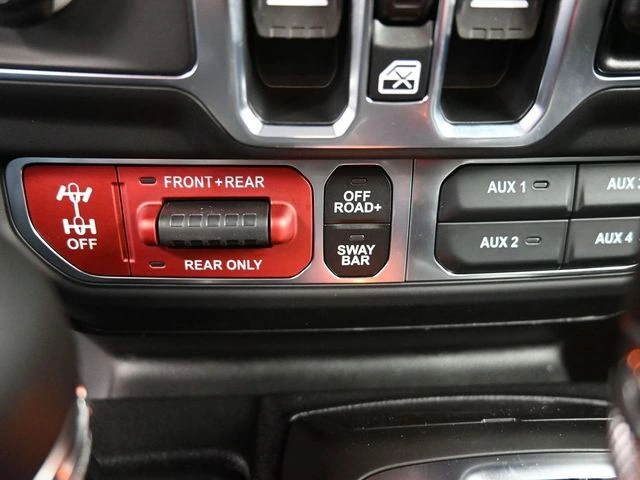 FRONT+REAR
OFF
REAR ONLY
OFF
ROAD+
SWAY
BAR
AUX 1
AUX 3
AUX 2
AUX 4